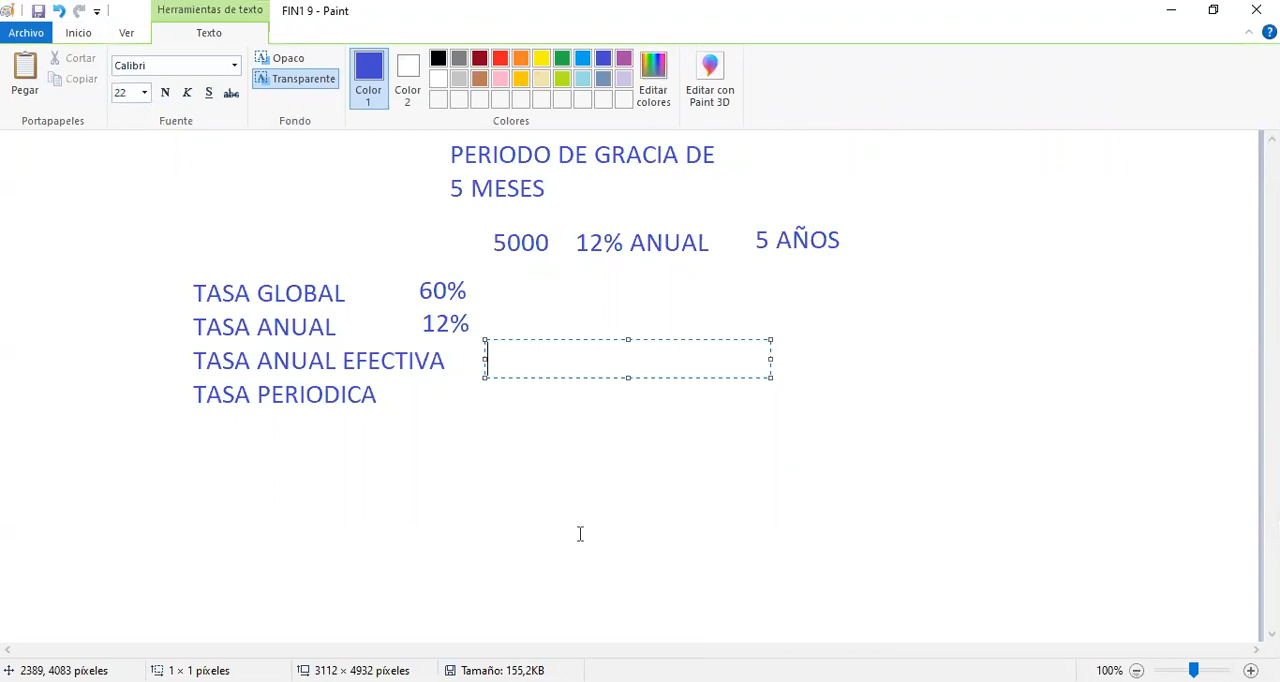 Herramientas de texto
FIN1 9 - Paint
Archivo
Inicio
Ver
Texto
Pegar
Cortar
Copiar
Portapapeles
Calibri
22
N K S abc
Fuente
Opaco
Transparente
Fondo
Color 1
Color 2
Colores
Editar colores
Editar con Paint 3D
PERIODO DE GRACIA DE
5 MESES
5000 12% ANUAL 5 AÑOS
TASA GLOBAL 60%
TASA ANUAL 12%
TASA ANUAL EFECTIVA
TASA PERIODICA
2389, 4083 píxeles
1 × 1 píxeles
3112 × 4932 píxeles
Tamaño: 155,2KB
100%